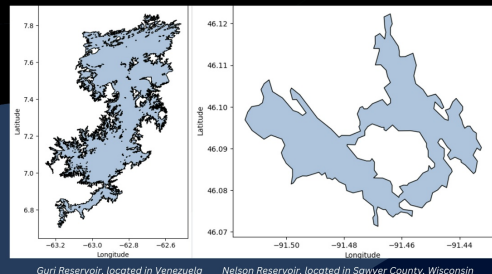 7.8
7.6
7.4
7.2
7.0
6.8
Latitude
−63.2 −63.0 −62.8 −62.6
Longitude
Guri Reservoir, located in Venezuela
46.12
46.11
46.10
46.09
46.08
46.07
Latitude
−91.50 −91.48 −91.46 −91.44
Longitude
Nelson Reservoir, located in Sawyer County, Wisconsin